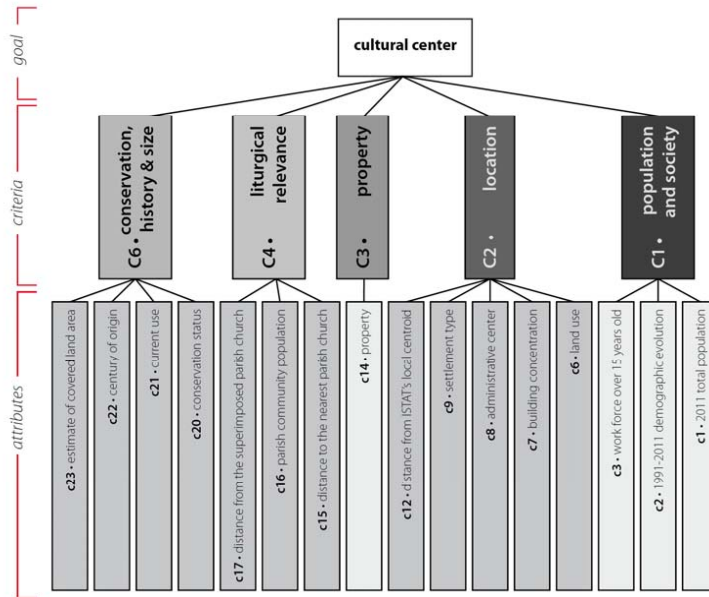 goal
cultural center
criteria
C6 • conservation,
history & size
C4 • liturgical
relevance
C3 • property
C2 • location
C1 • population
and society
attributes
c23 • estimate of covered land area
c22 • century of origin
c21 • current use
c20 • conservation status
c17 • distance from the superimposed parish church
c16 • parish community population
c15 • distance to the nearest parish church
c14 • property
c12 • distance from ISTAT's local centroid
c9 • settlement type
c8 • administrative center
c7 • building concentration
c6 • land use
c3 • work force over 15 years old
c2 • 1991-2011 demographic evolution
c1 • 2011 total population